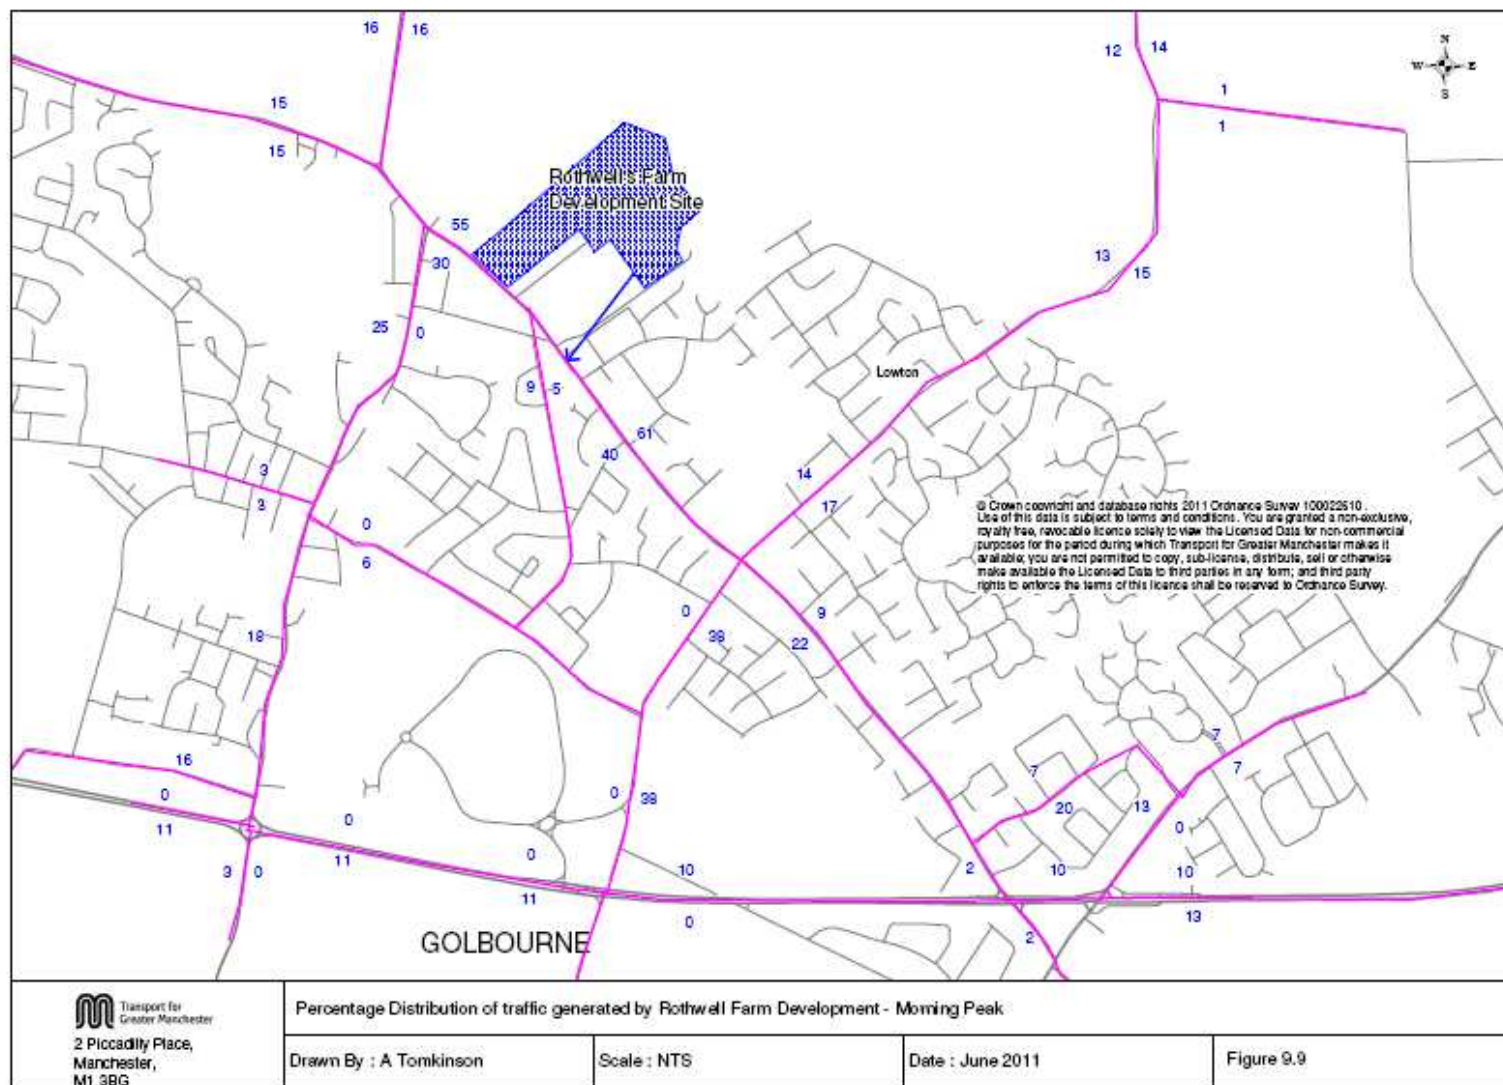 16 16
12 14
N
W E
S
15
1
1
15
Rothwell's Farm
Development Site
55
30
13
15
25
0
Lowton
9
-5
61
40
3
3
14
17
© Crown copyright and database rights 2011 Ordnance Survey 100022610 .
Use of this data is subject to terms and conditions. You are granted a non-exclusive,
royalty free, revocable licence solely to view the Licensed Data for non-commercial
purposes for the period during which Transport for Greater Manchester makes it
available; you are not permitted to copy, sub-license, distribute, sell or otherwise
make available the Licensed Data to third parties in any form; and third party
rights to enforce the terms of this licence shall be reserved to Ordnance Survey.
0
6
0
9
38
22
18
16
0
11
0
11
0
11
0
38
7
7
7
20
13
0
3
0
10
0
2
10
10
13
2
GOLBOURNE
Transport for
Greater Manchester
2 Piccadilly Place,
Manchester,
M1 3BG
Percentage Distribution of traffic generated by Rothwell Farm Development - Morning Peak
Drawn By : A Tomkinson
Scale : NTS
Date : June 2011
Figure 9.9